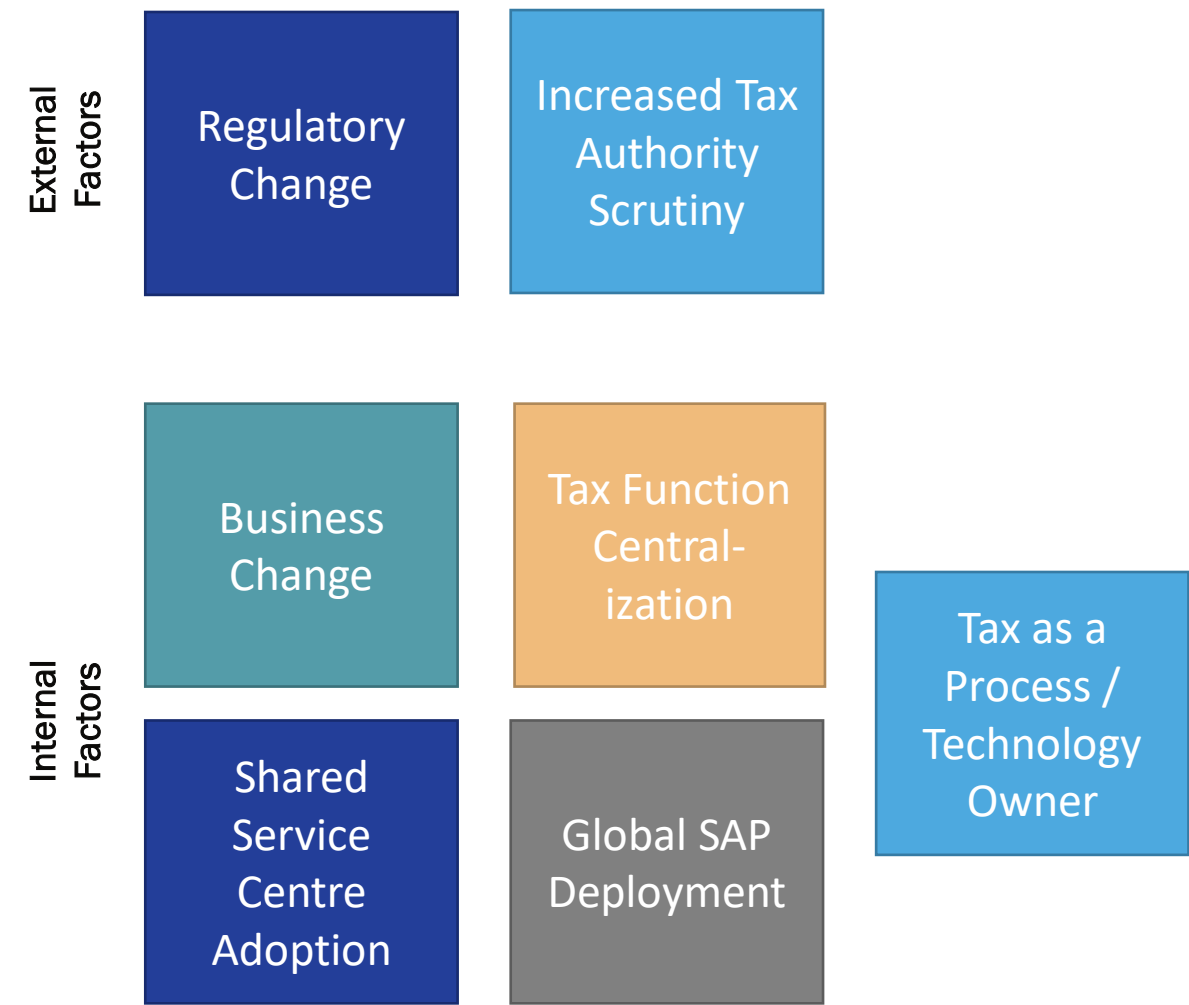 External
Factors
Regulatory
Change
Increased Tax
Authority
Scrutiny
Internal
Factors
Business
Change
Tax Function
Central-
ization
Shared
Service
Centre
Adoption
Global SAP
Deployment
Tax as a
Process /
Technology
Owner